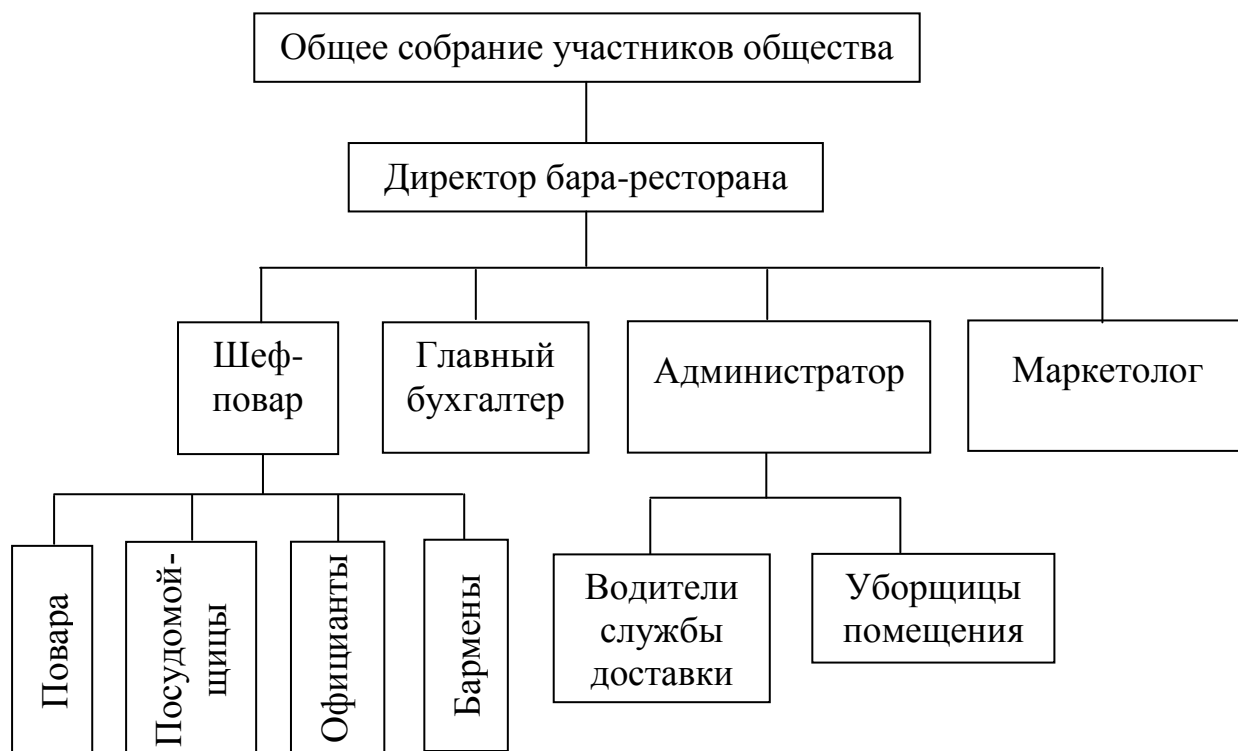 Общее собрание участников общества
Директор бара-ресторана
Шеф-
повар
Главный
бухгалтер
Администратор
Маркетолог
Повара
Посудомой-
щицы
Официанты
Бармены
Водители
службы
доставки
Уборщицы
помещения